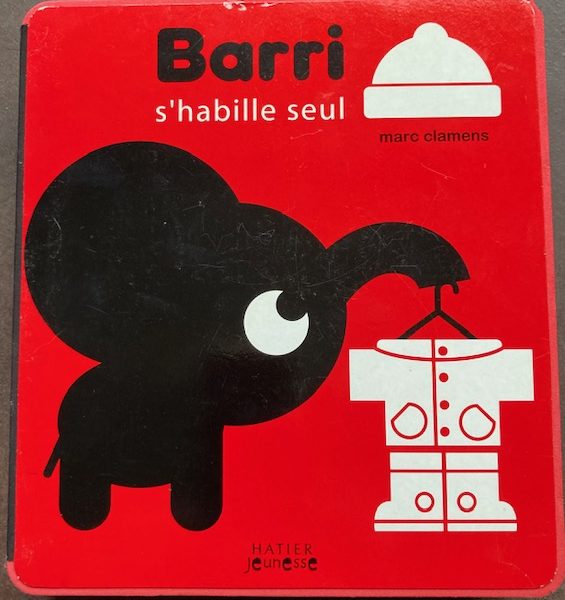 Barri
s'habille seul
marc clamens
HATIER
jeunesse